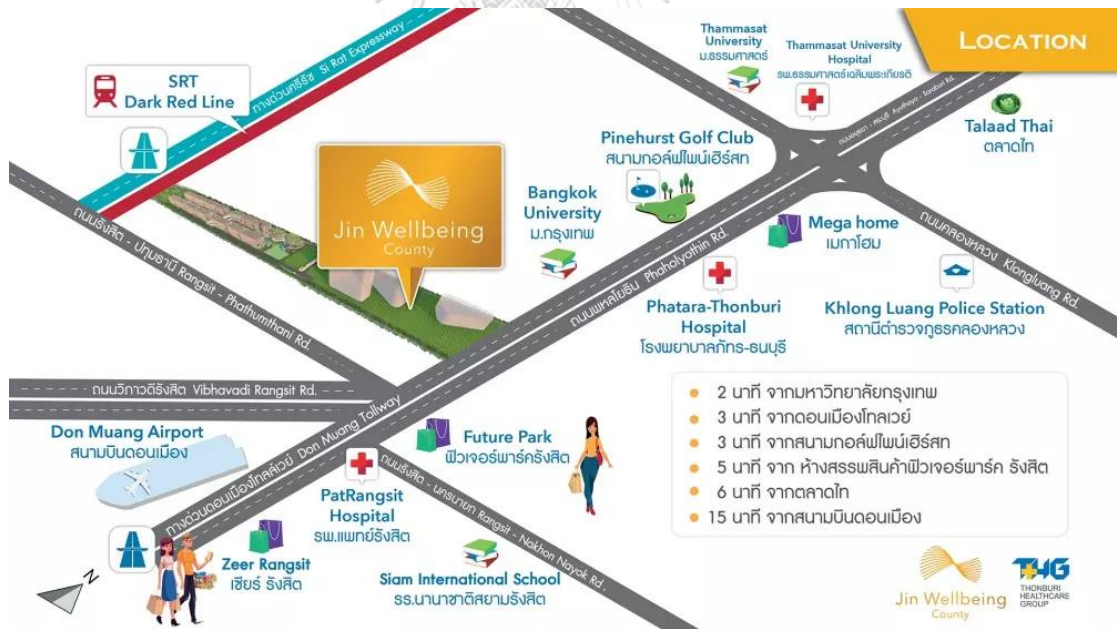 LOCATION
Thammasat
University
ม.ธรรมศาสตร์
Thammasat University
Hospital
รพ.ธรรมศาสตร์เฉลิมพระเกียรติ
ถนนอยุธยา - สระบุรี Ayuthaya - Saraburi Rd.
Talaad Thai
ตลาดไท
ทางด่วนศรีรัช Si Rat Expressway
SRT
Dark Red Line
Pinehurst Golf Club
สนามกอล์ฟไพน์เฮิร์สท
Bangkok
University
ม.กรุงเทพ
Jin Wellbeing
County
Mega home
เมกาโฮม
ถนนคลองหลวง Klongluang Rd.
ถนนรังสิต - ปทุมธานี Rangsit - Phathumthani Rd.
ถนนพหลโยธิน Phaholyothin Rd.
Phatara-Thonburi
Hospital
โรงพยาบาลภัทร-ธนบุรี
Khlong Luang Police Station
สถานีตำรวจภูธรคลองหลวง
ถนนวิภาวดีรังสิต Vibhavadi Rangsit Rd.
Don Muang Airport
สนามบินดอนเมือง
ทางด่วนดอนเมืองโทลล์เวย์ Don Muang Tollway
Future Park
ฟิวเจอร์พาร์ครังสิต
PatRangsit
Hospital
รพ.แพทย์รังสิต
ถนนรังสิต - นครนายก Rangsit - Nakhon Nayok Rd.
Zeer Rangsit
เซียร์ รังสิต
Siam International School
รร.นานาชาติสยามรังสิต
N
2 นาที จากมหาวิทยาลัยกรุงเทพ
3 นาที จากดอนเมืองโทลเวย์
3 นาที จากสนามกอล์ฟไพน์เฮิร์สท
5 นาที จาก ห้างสรรพสินค้าฟิวเจอร์พาร์ค รังสิต
6 นาที จากตลาดไท
15 นาที จากสนามบินดอนเมือง
Jin Wellbeing
County
THG
THONBURI
HEALTHCARE
GROUP